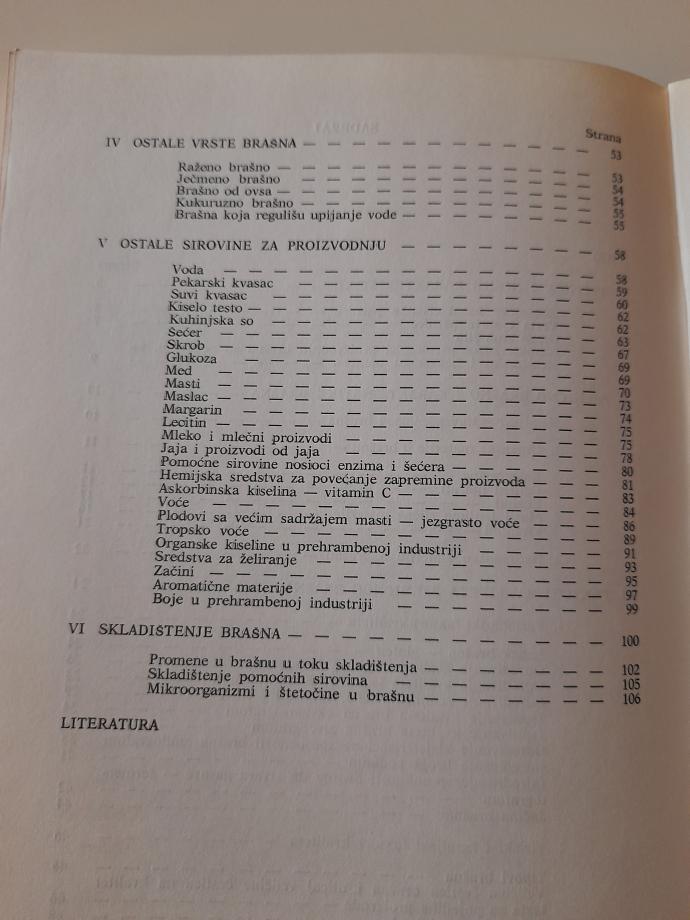 Strana
IV OSTALE VRSTE BRAŠNA — — — — — — — — — — — — 53
Raženo brašno — — — — — — — — — — — — — 53
Ječmeno brašno — — — — — — — — — — — — 54
Brašno od ovsa — — — — — — — — — — — — — 54
Kukuruzno brašno — — — — — — — — — — — — 55
Brašna koja regulišu upijanje vode — — — — — — — — 55
V OSTALE SIROVINE ZA PROIZVODNJU — — — — — — — — 58
Voda — — — — — — — — — — — — — — — 58
Pekarski kvasac — — — — — — — — — — — — 59
Suvi kvasac — — — — — — — — — — — — — 60
Kiselo testo — — — — — — — — — — — — — — 62
Kuhinjska so — — — — — — — — — — — — — 62
Šećer — — — — — — — — — — — — — — — 63
Skrob — — — — — — — — — — — — — — — 67
Glukoza — — — — — — — — — — — — — — 69
Med — — — — — — — — — — — — — — — 69
Masti — — — — — — — — — — — — — — — 70
Maslac — — — — — — — — — — — — — — — 73
Margarin — — — — — — — — — — — — — — 74
Lecitin — — — — — — — — — — — — — — — 75
Mleko i mlečni proizvodi — — — — — — — — — — 75
Jaja i proizvodi od jaja — — — — — — — — — — 78
Pomoćne sirovine nosioci enzima i šećera — — — — — — 80
Hemijska sredstva za povećanje zapremine proizvoda — — — 81
Askorbinska kiselina — vitamin C — — — — — — — — 83
Voće — — — — — — — — — — — — — — — 84
Plodovi sa većim sadržajem masti — jezgrasto voće — — — 86
Tropsko voće — — — — — — — — — — — — — 89
Organske kiseline u prehrambenoj industriji — — — — — 91
Sredstva za želiranje — — — — — — — — — — — 93
Začini — — — — — — — — — — — — — — — 95
Aromatične materije — — — — — — — — — — — 97
Boje u prehrambenoj industriji — — — — — — — — 99
VI SKLADIŠTENJE BRAŠNA — — — — — — — — — — — — 100
Promene u brašnu u toku skladištenja — — — — — — — 102
Skladištenje pomoćnih sirovina — — — — — — — — 105
Mikroorganizmi i štetočine u brašnu — — — — — — — 106
LITERATURA